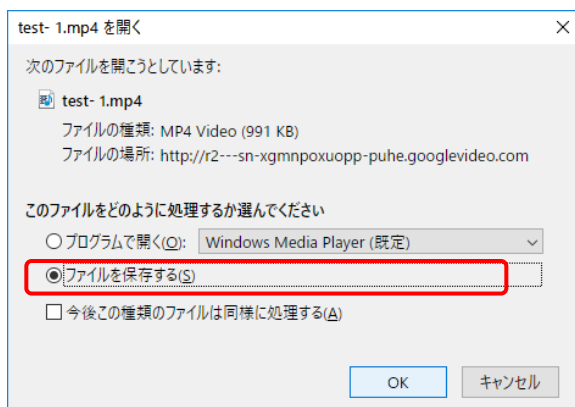 test- 1.mp4 を開く
次のファイルを開こうとしています:
test- 1.mp4
ファイルの種類: MP4 Video (991 KB)
ファイルの場所: http://r2---sn-xgmnpoxuopp-puhe.googlevideo.com
このファイルをどのように処理するか選んでください
プログラムで開く(O): Windows Media Player (既定)
ファイルを保存する(S)
今後この種類のファイルは同様に処理する(A)
OK キャンセル